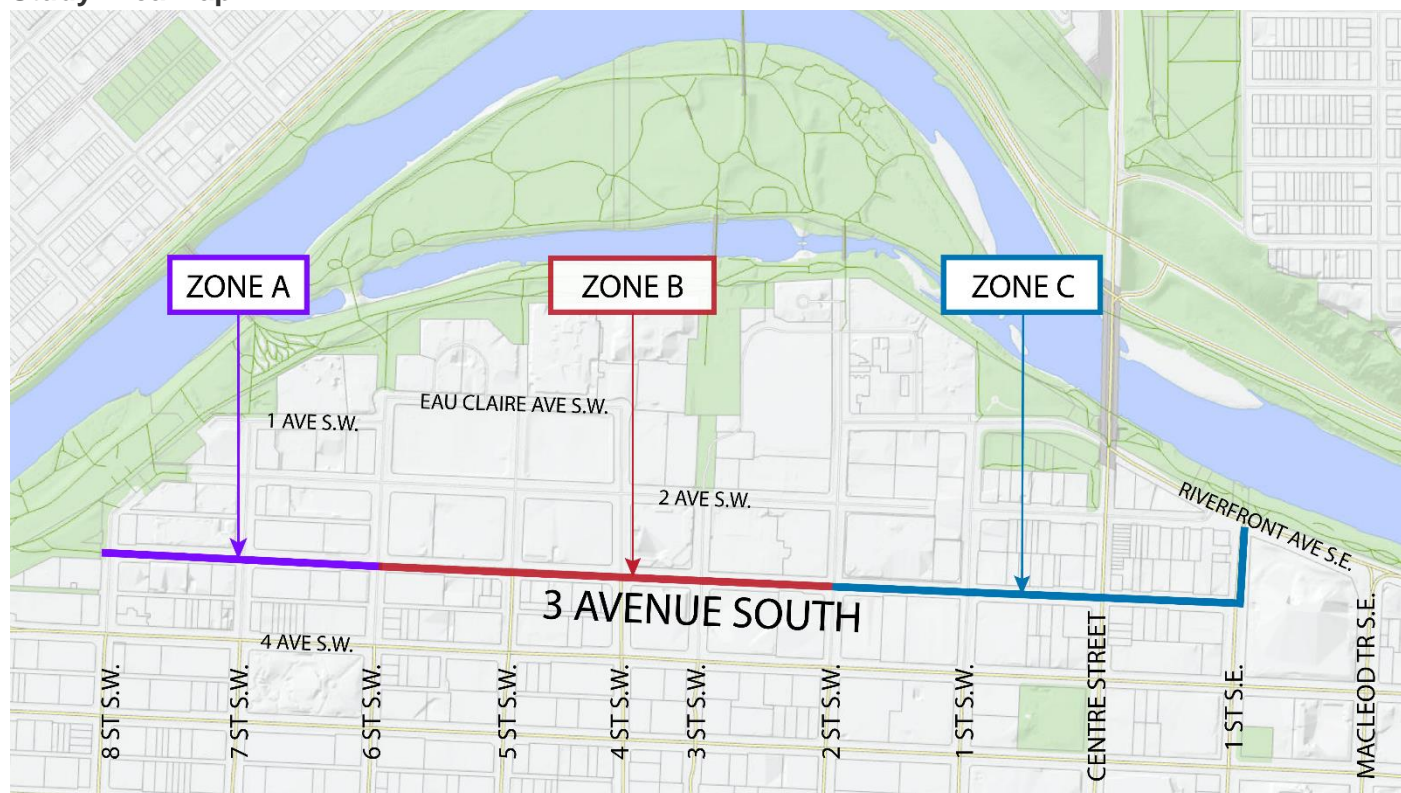 ZONE A
ZONE B
ZONE C
EAU CLAIRE AVE S.W.
1 AVE S.W.
2 AVE S.W.
RIVERFRONT AVE S.E.
3 AVENUE SOUTH
4 AVE S.W.
8 ST S.W.
7 ST S.W.
6 ST S.W.
5 ST S.W.
4 ST S.W.
3 ST S.W.
2 ST S.W.
1 ST S.W.
CENTRE STREET
1 ST S.E.
MACLEOD TR S.E.